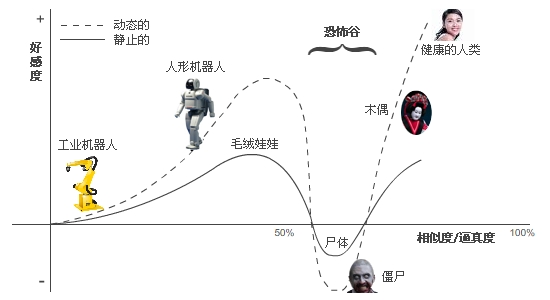 +
动态的
静止的
好感度
恐怖谷
健康的人类
人形机器人
木偶
工业机器人
毛绒娃娃
50%
尸体
相似度/逼真度
100%
僵尸
-